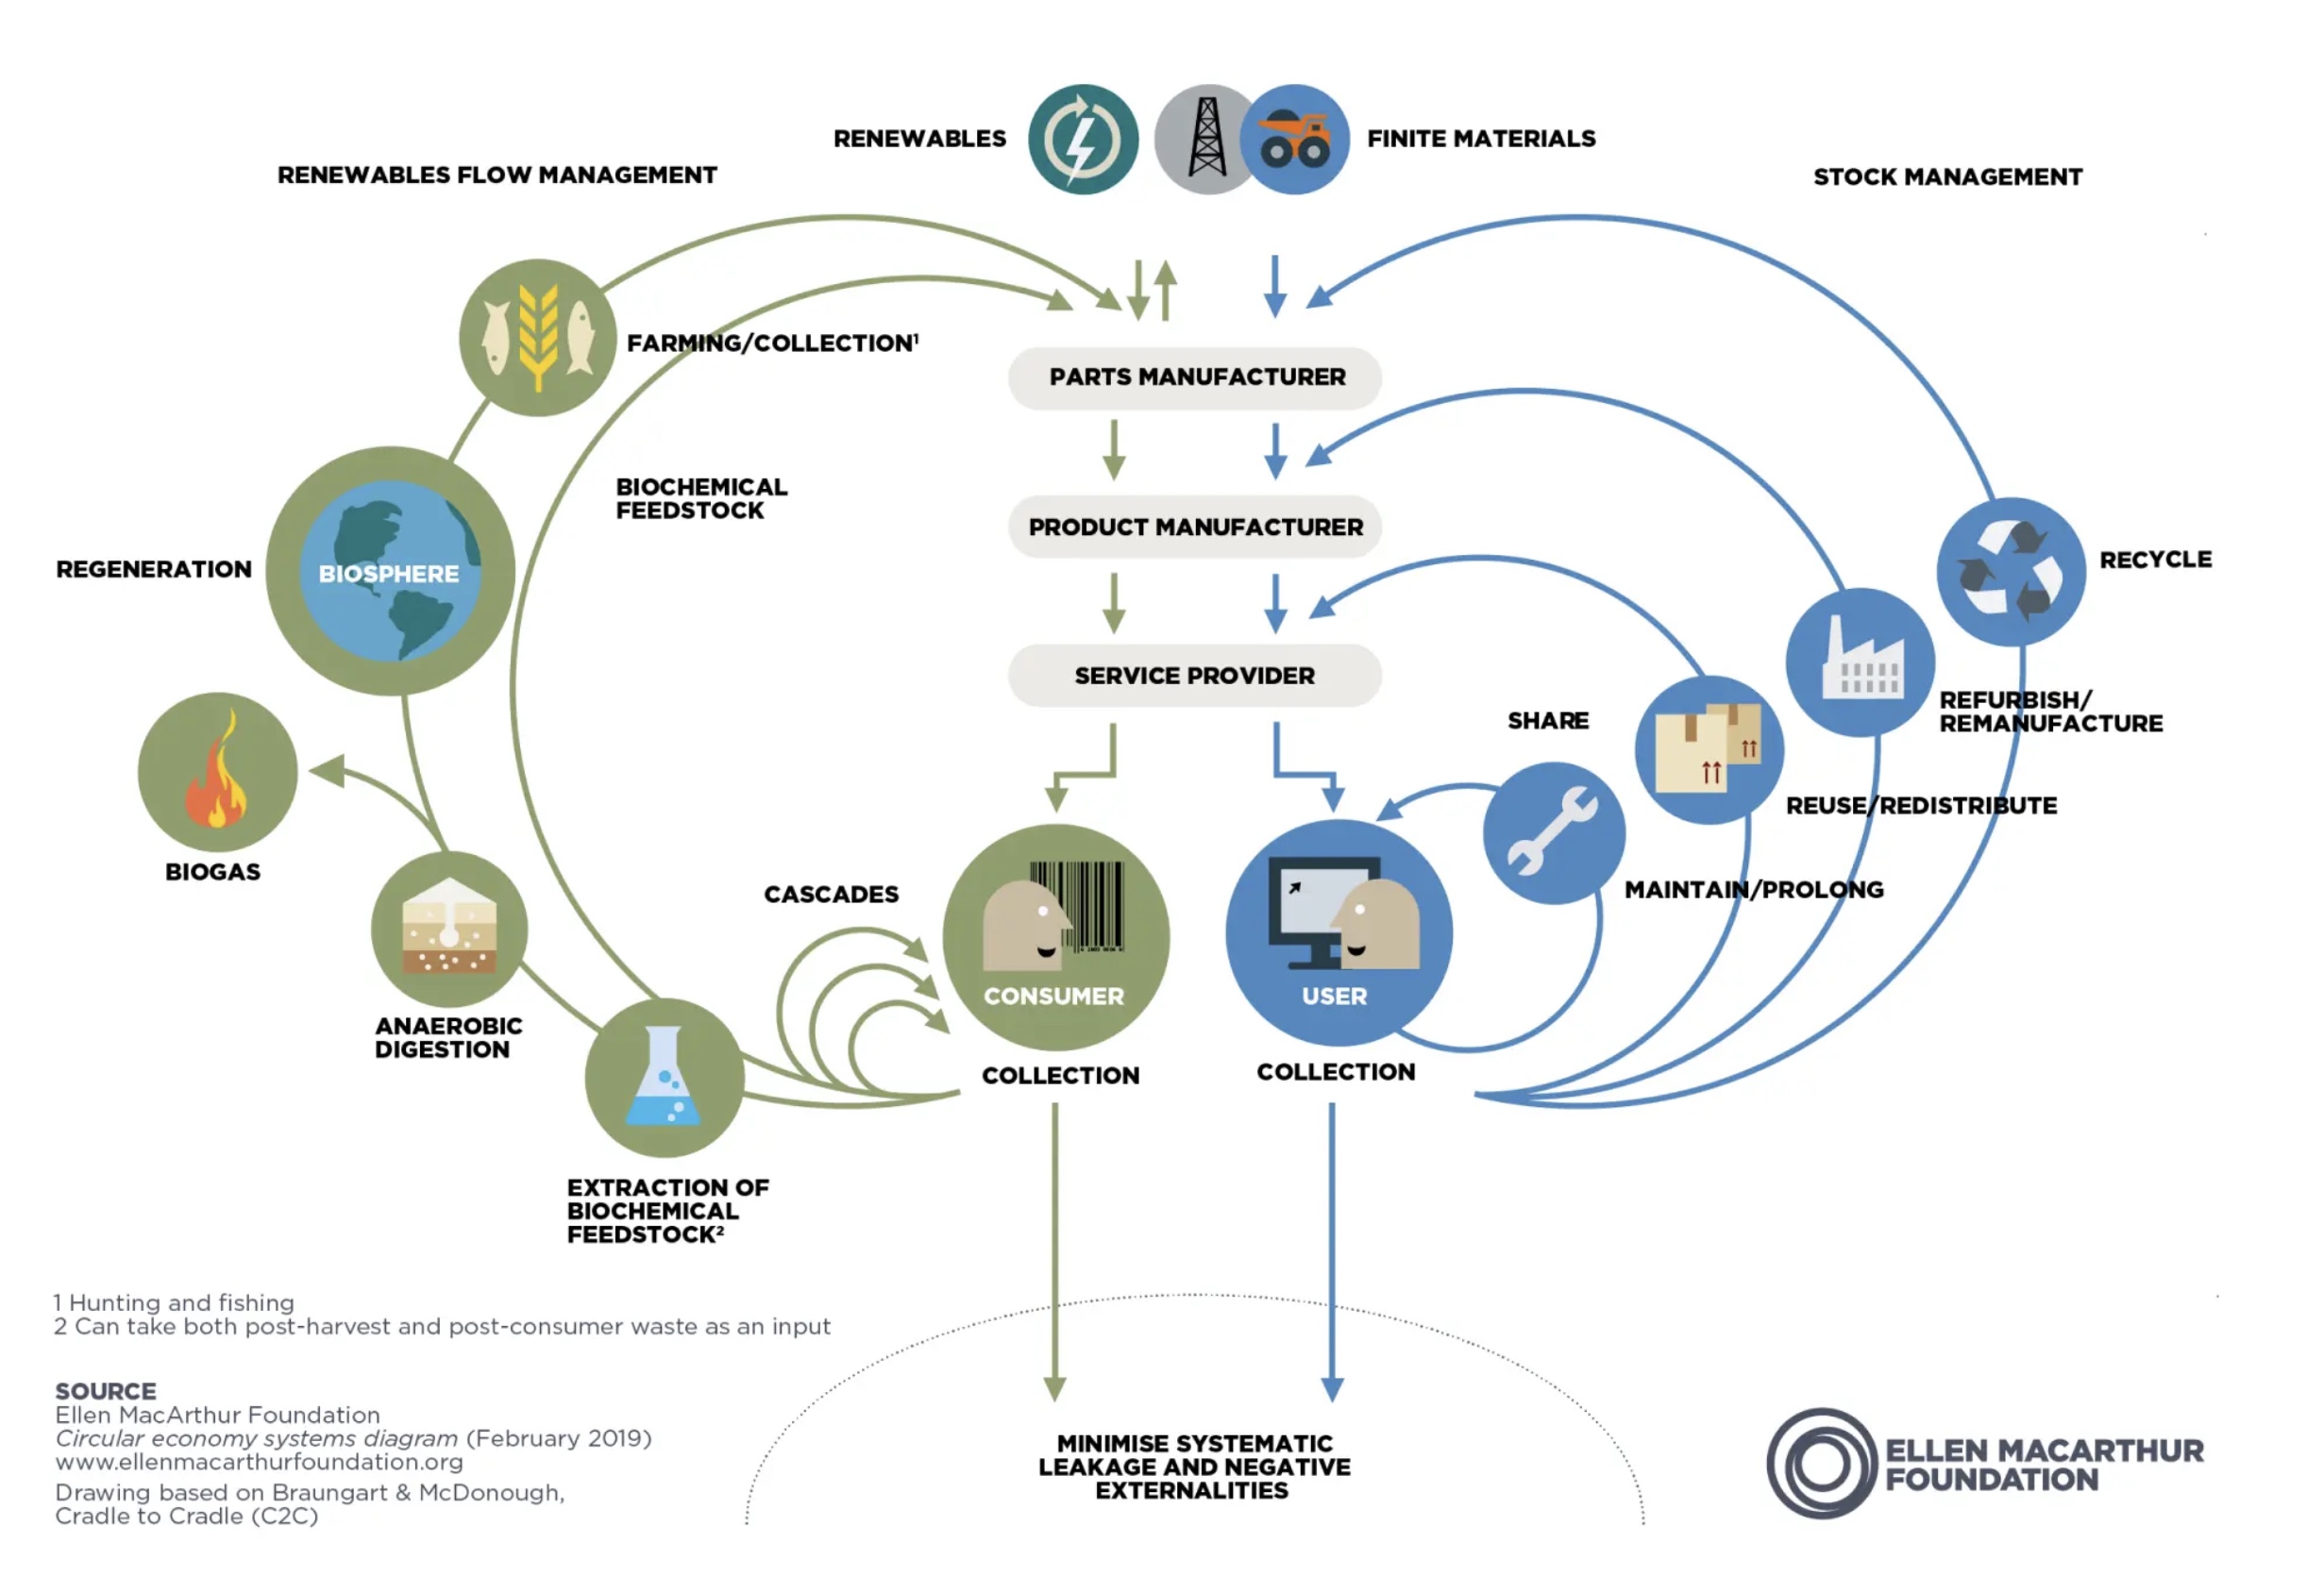 RENEWABLES
FINITE MATERIALS
RENEWABLES FLOW MANAGEMENT
STOCK MANAGEMENT
FARMING/COLLECTION¹
PARTS MANUFACTURER
BIOCHEMICAL
FEEDSTOCK
PRODUCT MANUFACTURER
REGENERATION
BIOSPHERE
RECYCLE
SERVICE PROVIDER
SHARE
REFURBISH/
REMANUFACTURE
REUSE/REDISTRIBUTE
BIOGAS
CASCADES
MAINTAIN/PROLONG
CONSUMER
USER
ANAEROBIC
DIGESTION
COLLECTION
COLLECTION
EXTRACTION OF
BIOCHEMICAL
FEEDSTOCK²
1 Hunting and fishing
2 Can take both post-harvest and post-consumer waste as an input
SOURCE
Ellen MacArthur Foundation
Circular economy systems diagram (February 2019)
www.ellenmacarthurfoundation.org
Drawing based on Braungart & McDonough,
Cradle to Cradle (C2C)
MINIMISE SYSTEMATIC
LEAKAGE AND NEGATIVE
EXTERNALITIES
ELLEN MACARTHUR
FOUNDATION